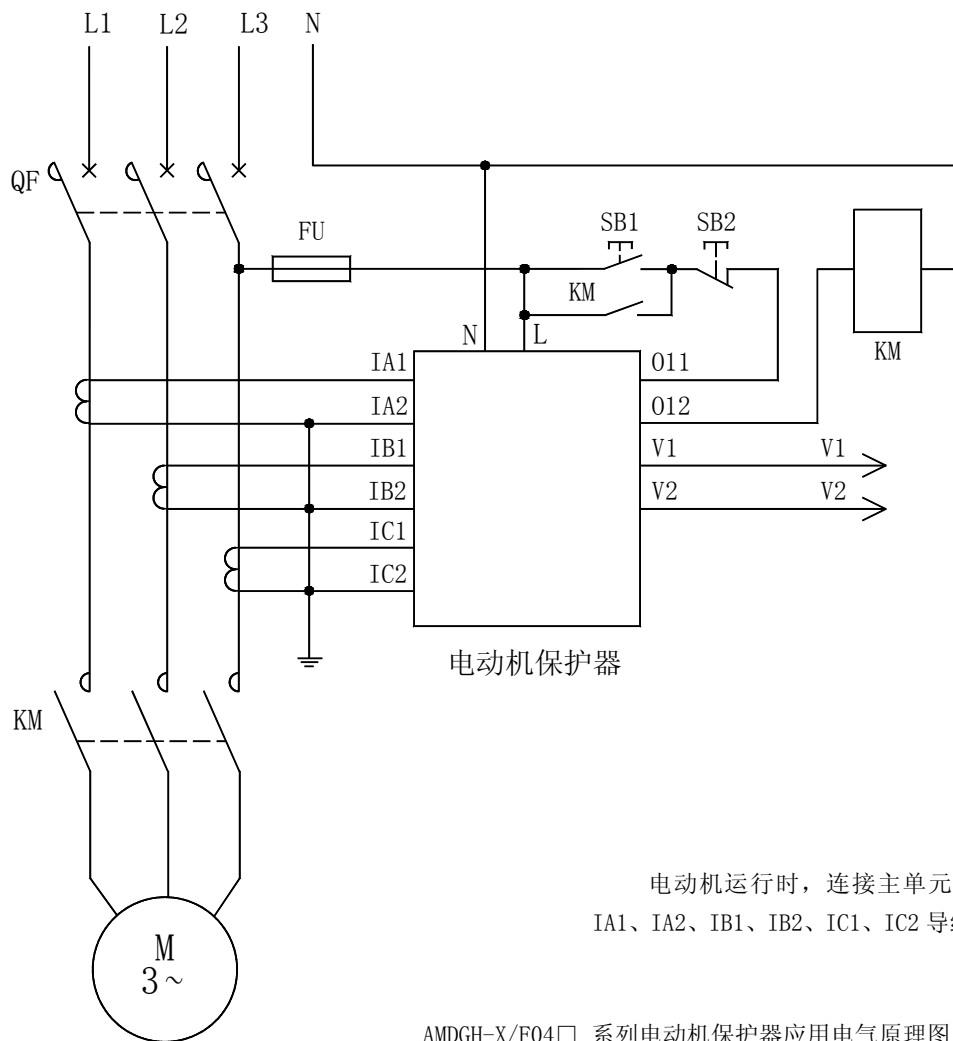 L1 L2 L3 N
QF
FU
SB1 SB2
KM
KM
N L
IA1 O11
IA2 O12
IB1 V1 V1
IB2 V2 V2
IC1
IC2
电动机保护器
KM
电动机运行时，连接主单元
IA1、IA2、IB1、IB2、IC1、IC2 导
M
3~
AMDGH-X/F04□ 系列电动机保护器应用电气原理图